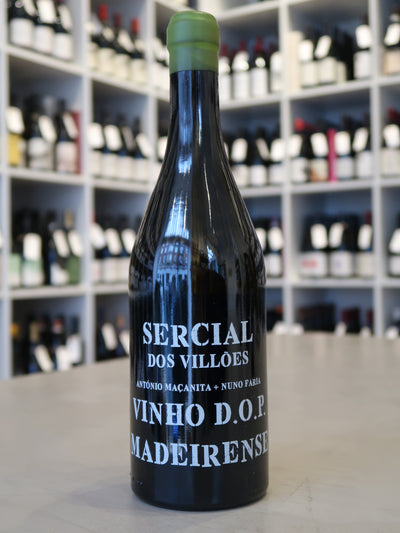 SERCIAL
DOS VILLÕES
ANTÓNIO MAÇANITA + NUNO FARIA
VINHO D.O.P.
MADEIRENSE